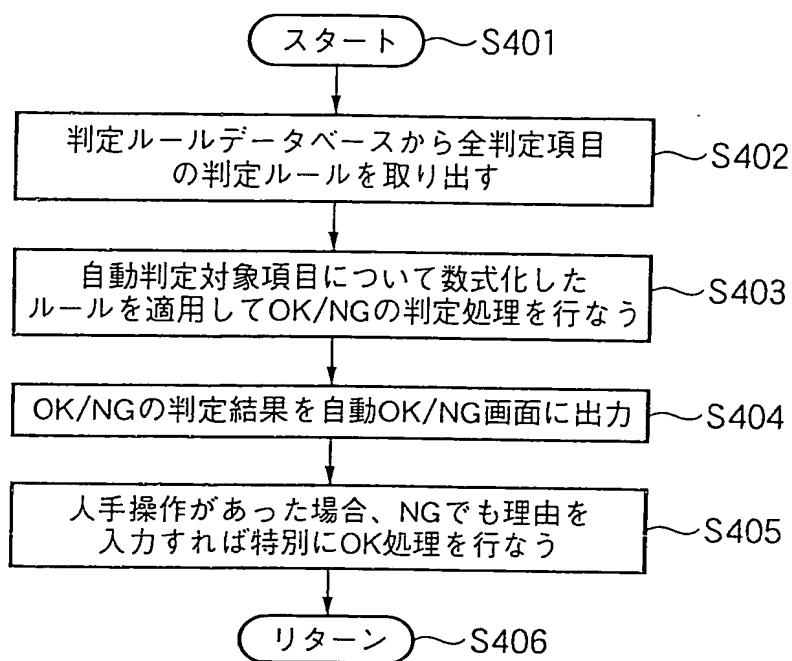 スタート
S401
判定ルールデータベースから全判定項目
の判定ルールを取り出す
S402
自動判定対象項目について数式化した
ルールを適用してOK/NGの判定処理を行なう
S403
OK/NGの判定結果を自動OK/NG画面に出力
S404
人手操作があった場合、NGでも理由を
入力すれば特別にOK処理を行なう
S405
リターン
S406